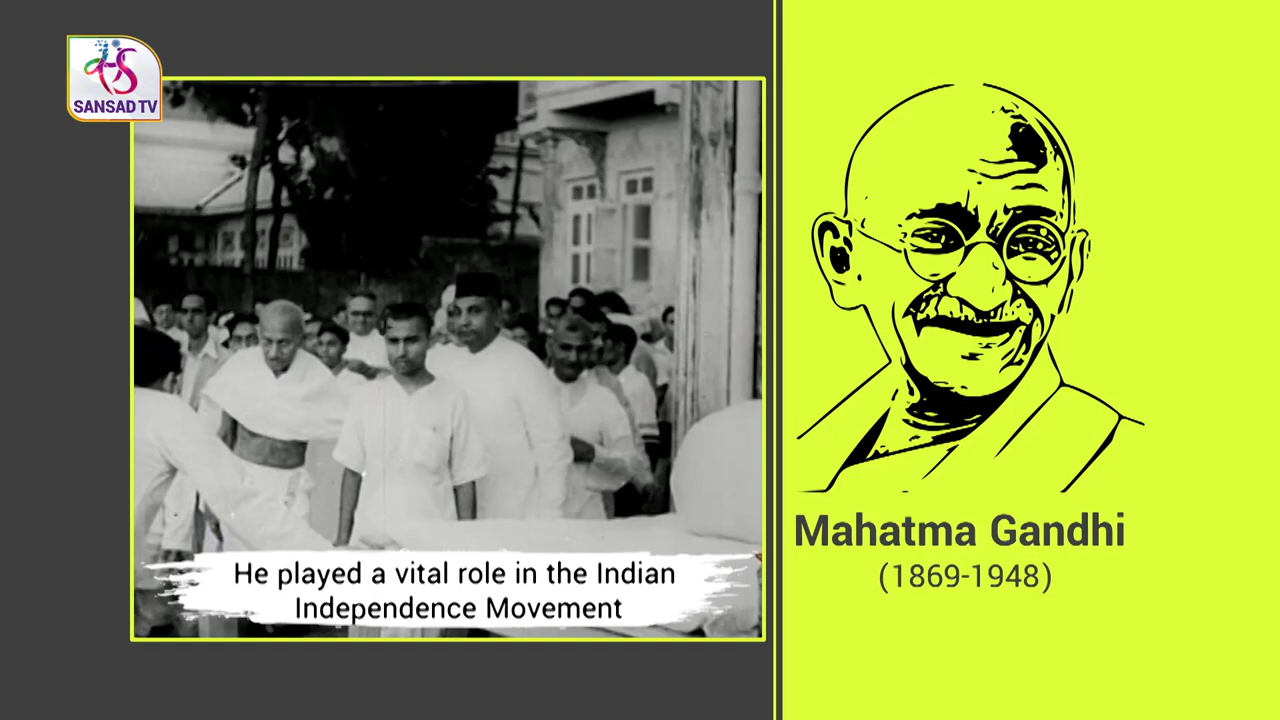 SANSAD TV
He played a vital role in the Indian
Independence Movement
Mahatma Gandhi
(1869-1948)